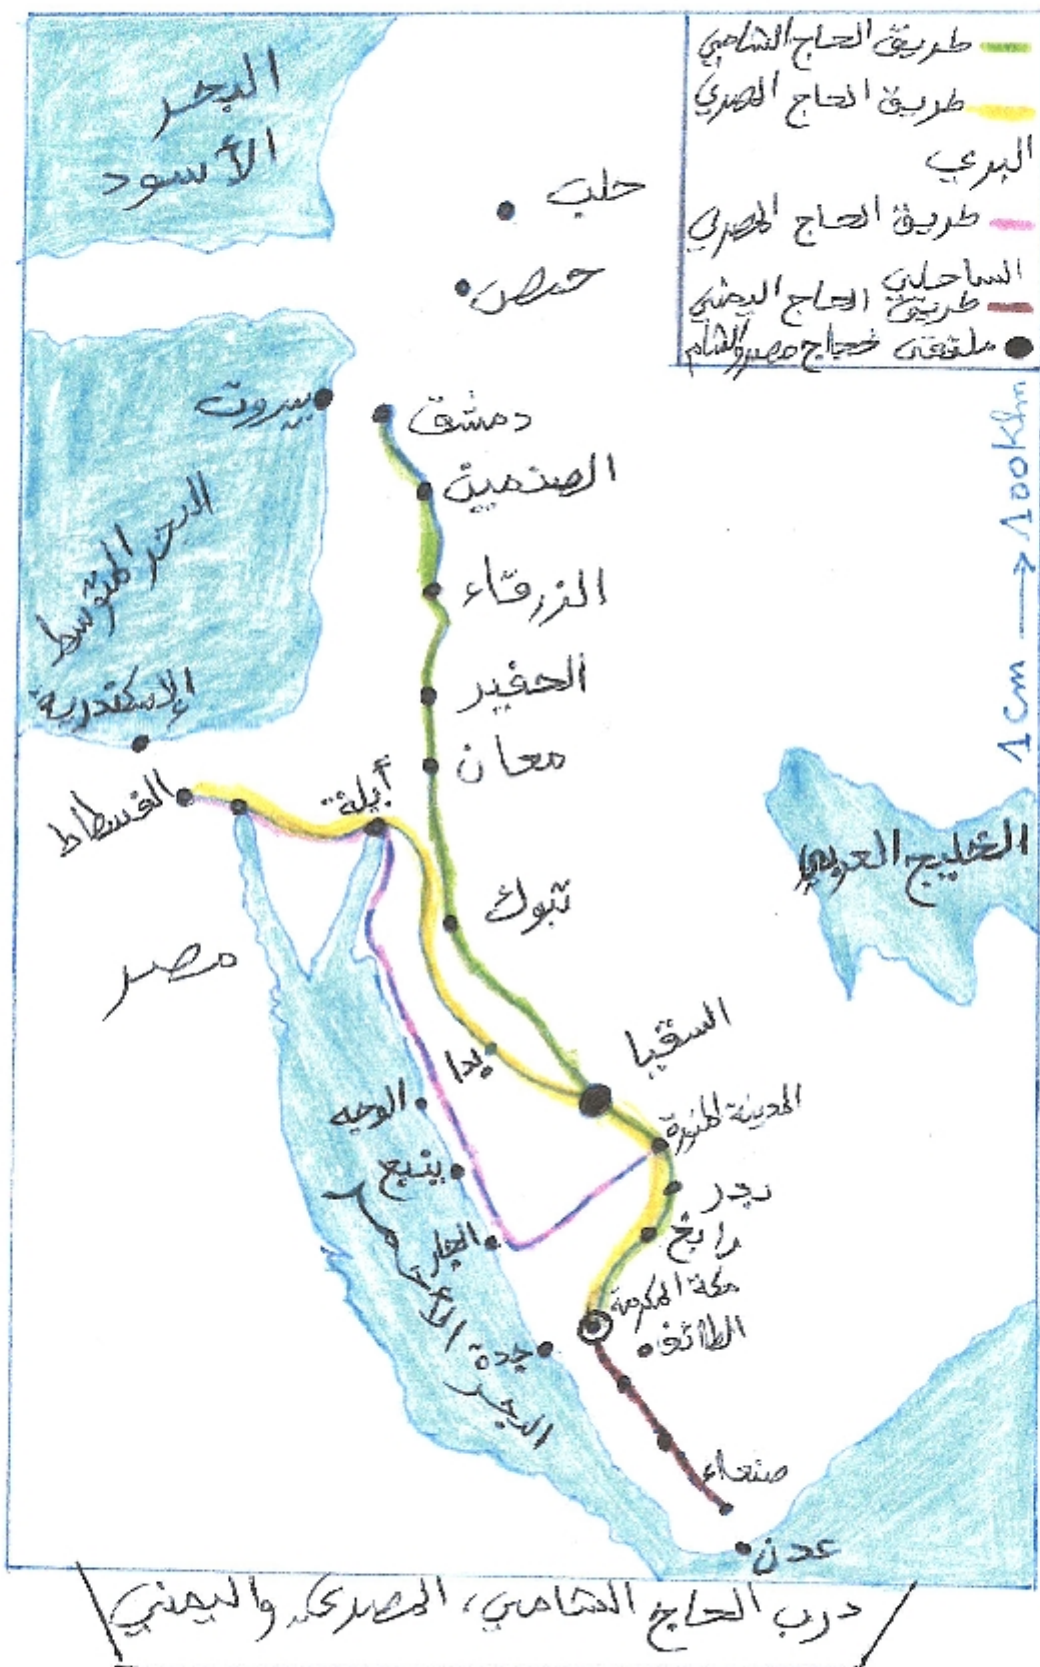 طريق الحاج الشامي
طريق الحاج المصري
البري
طريق الحاج المصري
الساحلي
طريق الحاج اليمني
ملتقى حجاج مصر والشام
1cm → 100Khm
البحر
الأسود
حلب
حمص
بيروت
دمشق
الصنمين
البحر المتوسط
الزرقاء
الإسكندرية
الحفير
معان
الفسطاط
أيلة
الخليج العربي
تبوك
مصر
السقيا
بدا
المدينة المنورة
الوجه
ينبع
بدر
الجار
رابغ
مكة المكرمة
الطائف
جدة
البحر الأحمر
صنعاء
عدن
درب الحاج الشامي، المصري واليمني